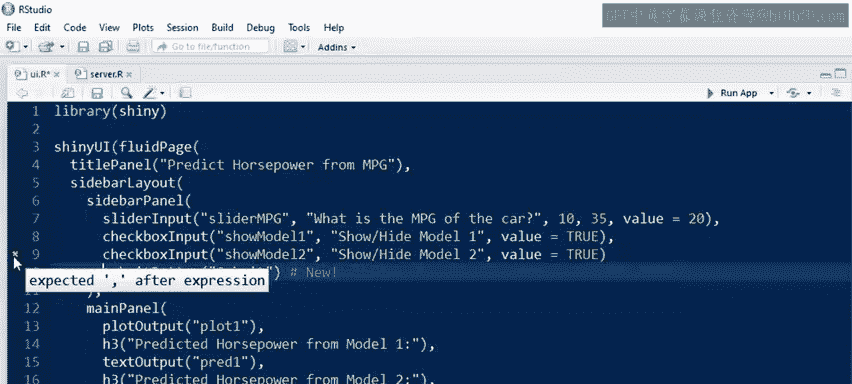 RStudio
File Edit Code View Plots Session Build Debug Tools Help
Go to file/function Addins
ui.R* server.R
Run App
1 library(shiny)
2
3 shinyUI(fluidPage(
4 titlePanel("Predict Horsepower from MPG"),
5 sidebarLayout(
6 sidebarPanel(
7 sliderInput("sliderMPG", "What is the MPG of the car?", 10, 35, value = 20),
8 checkboxInput("showModel1", "Show/Hide Model 1", value = TRUE),
9 checkboxInput("showModel2", "Show/Hide Model 2", value = TRUE)
) # New!
expected ',' after expression
),
12 mainPanel(
13 plotOutput("plot1"),
14 h3("Predicted Horsepower from Model 1:"),
15 textOutput("pred1"),
16 h3("Predicted Horsepower from Model 2:"),